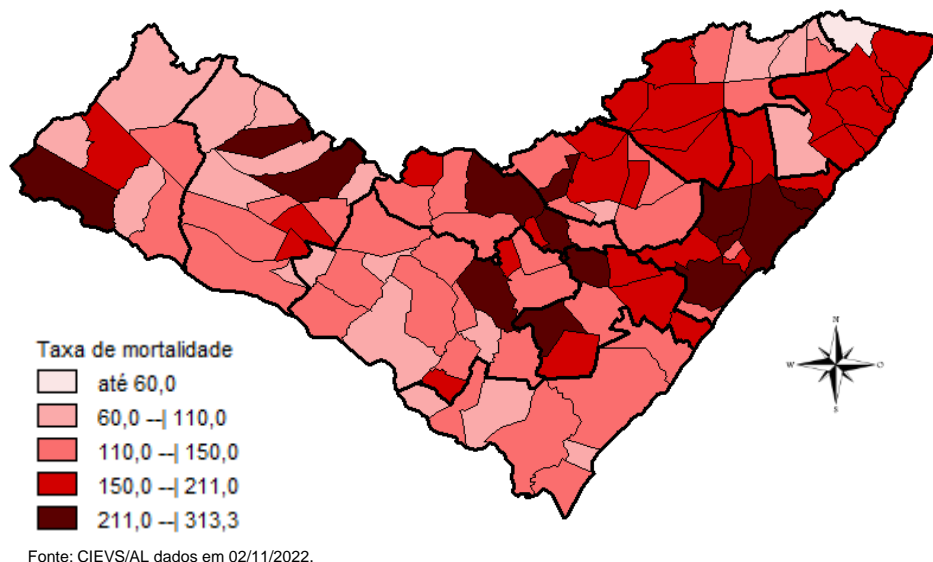 N
W
O
S
Taxa de mortalidade
até 60,0
60,0 --| 110,0
110,0 --| 150,0
150,0 --| 211,0
211,0 --| 313,3
Fonte: CIEVS/AL dados em 02/11/2022.